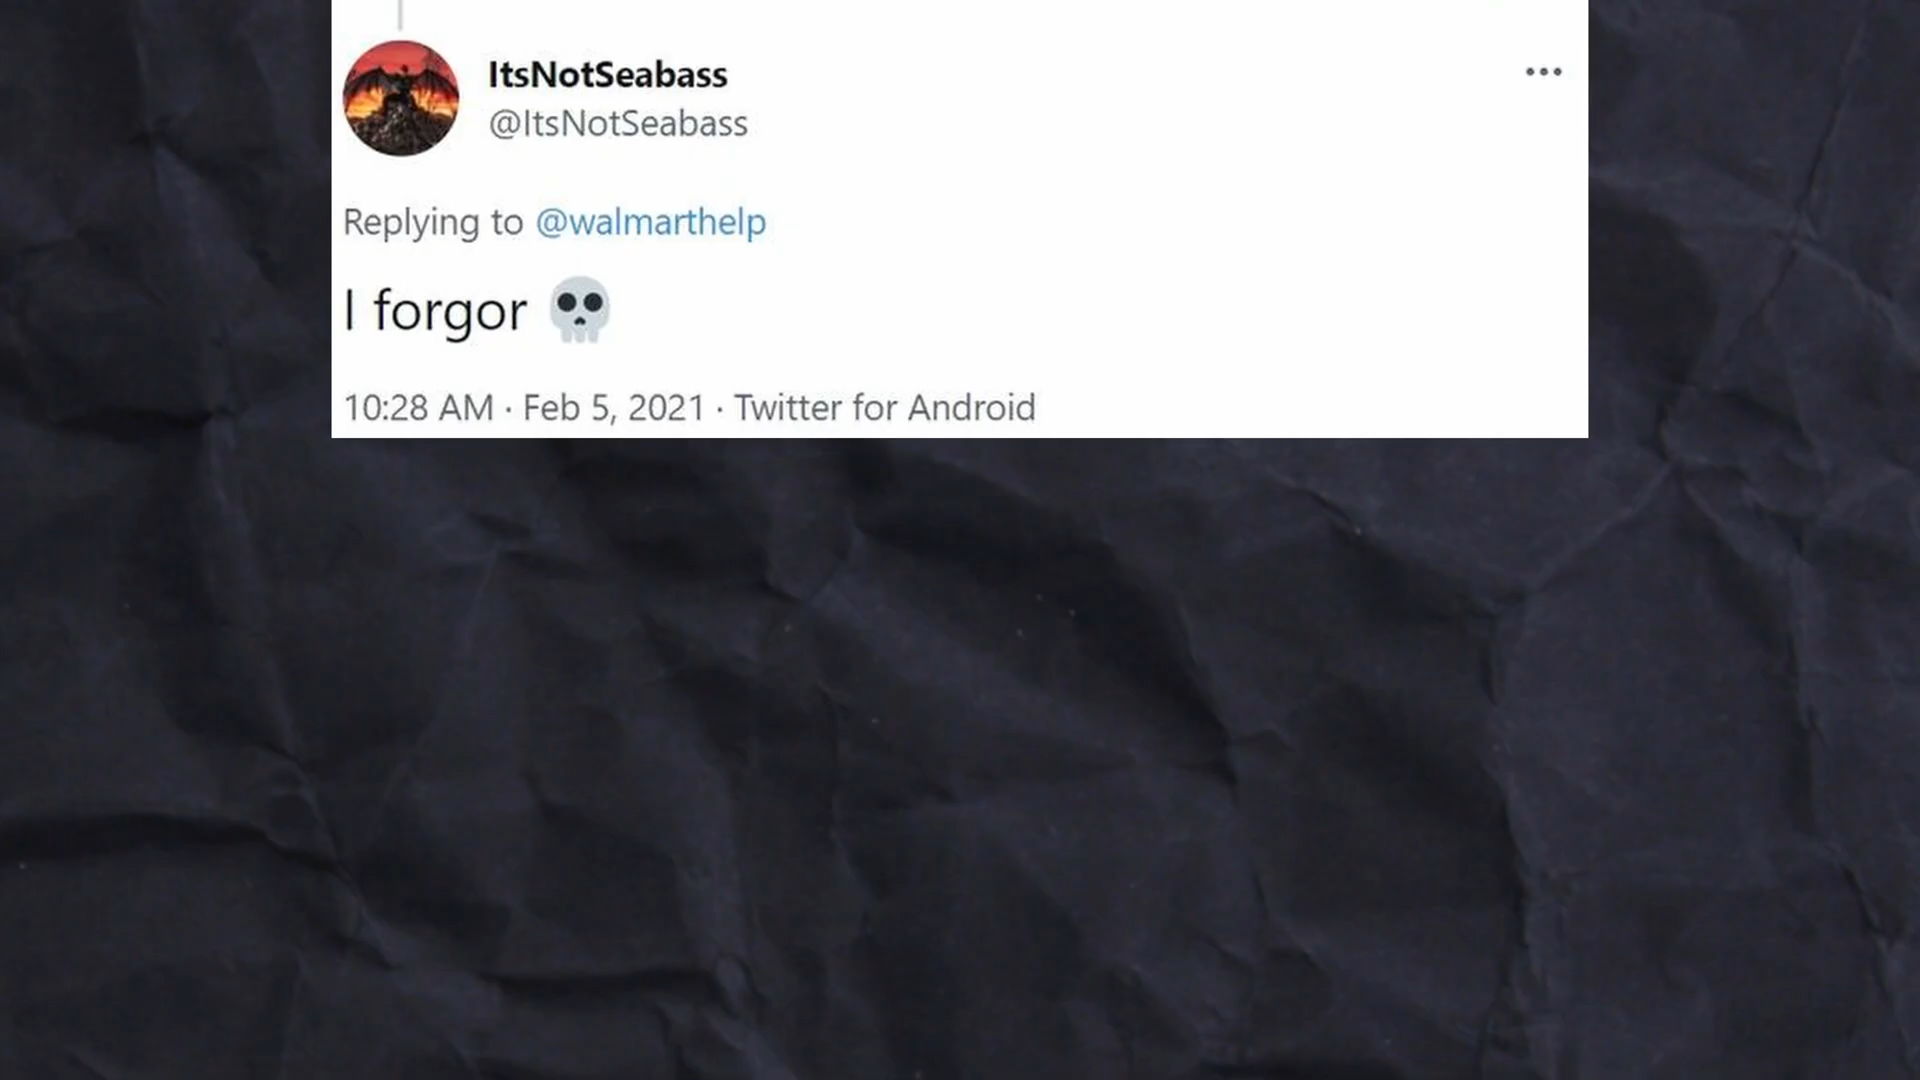 ItsNotSeabass
@ItsNotSeabass
Replying to @walmarthelp
I forgor 💀
10:28 AM · Feb 5, 2021 · Twitter for Android